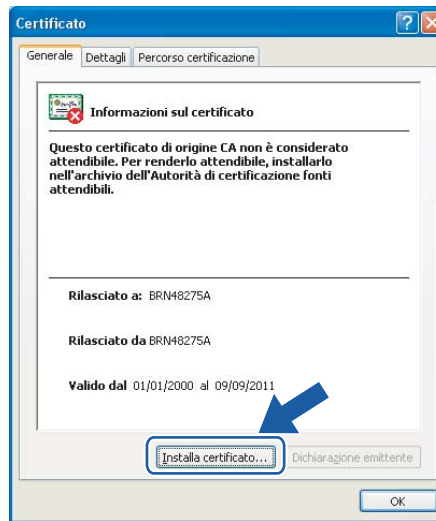 Certificato
Generale Dettagli Percorso certificazione
Informazioni sul certificato
Questo certificato di origine CA non è considerato
attendibile. Per renderlo attendibile, installarlo
nell'archivio dell'Autorità di certificazione fonti
attendibili.
Rilasciato a: BRN48275A
Rilasciato da BRN48275A
Valido dal 01/01/2000 al 09/09/2011
Installa certificato... Dichiarazione emittente
OK